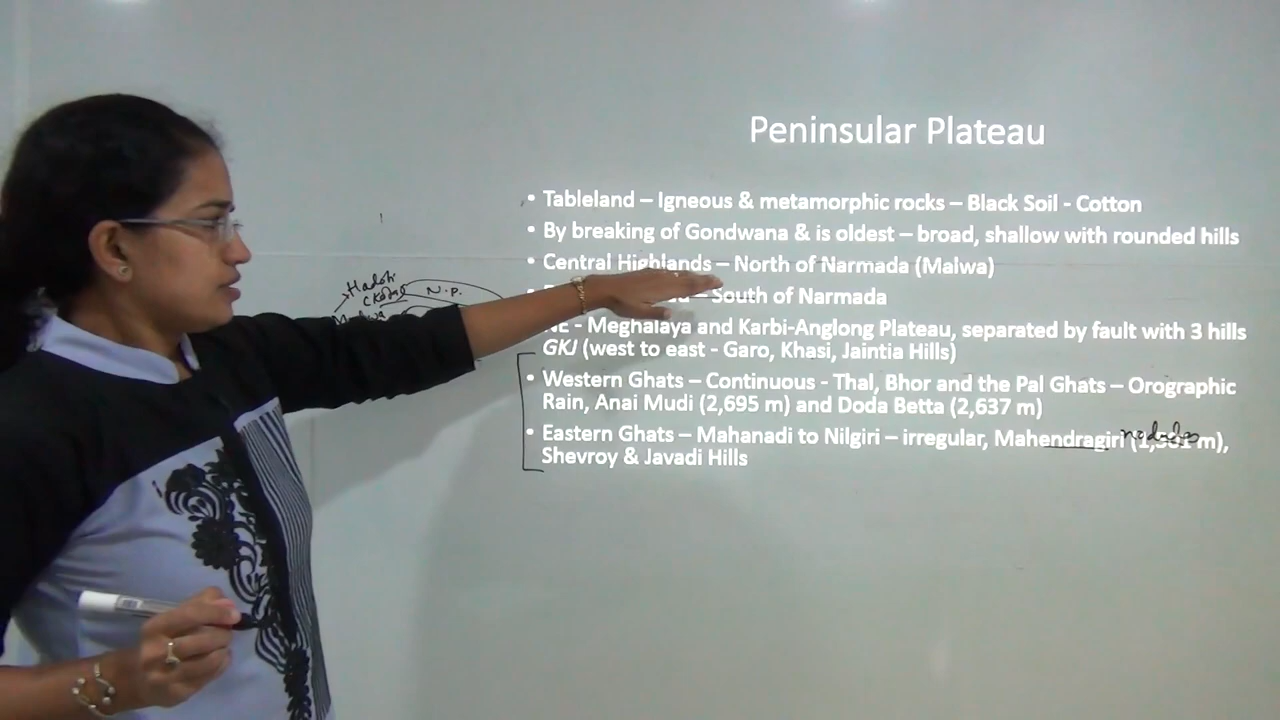 Peninsular Plateau
• Tableland – Igneous & metamorphic rocks – Black Soil - Cotton
• By breaking of Gondwana & is oldest – broad, shallow with rounded hills
• Central Highlands – North of Narmada (Malwa)
– South of Narmada
NE - Meghalaya and Karbi-Anglong Plateau, separated by fault with 3 hills
GKJ (west to east - Garo, Khasi, Jaintia Hills)
• Western Ghats – Continuous - Thal, Bhor and the Pal Ghats – Orographic
Rain, Anai Mudi (2,695 m) and Doda Betta (2,637 m)
• Eastern Ghats – Mahanadi to Nilgiri – irregular, Mahendragiri m),
Shevroy & Javadi Hills
Hadoti
N.P.
Malwa